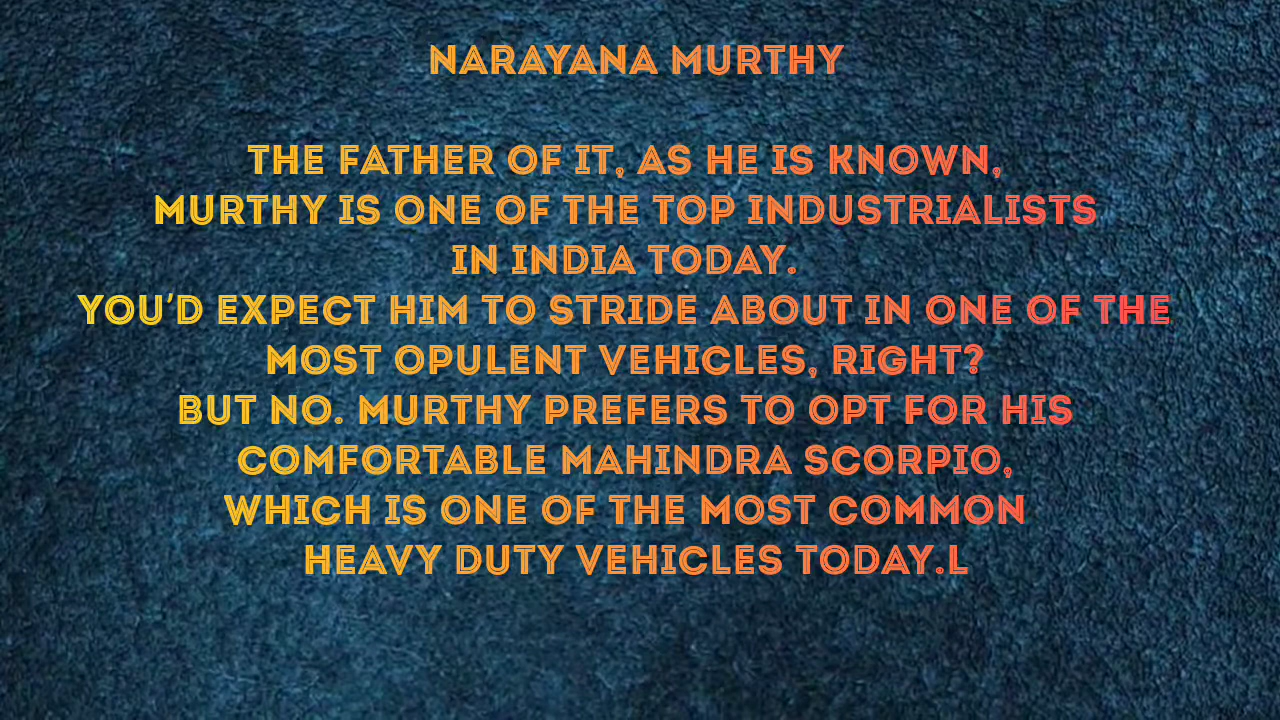 NARAYANA MURTHY
THE FATHER OF IT, AS HE IS KNOWN,
MURTHY IS ONE OF THE TOP INDUSTRIALISTS
IN INDIA TODAY.
YOU'D EXPECT HIM TO STRIDE ABOUT IN ONE OF THE
MOST OPULENT VEHICLES, RIGHT?
BUT NO. MURTHY PREFERS TO OPT FOR HIS
COMFORTABLE MAHINDRA SCORPIO,
WHICH IS ONE OF THE MOST COMMON
HEAVY DUTY VEHICLES TODAY.L